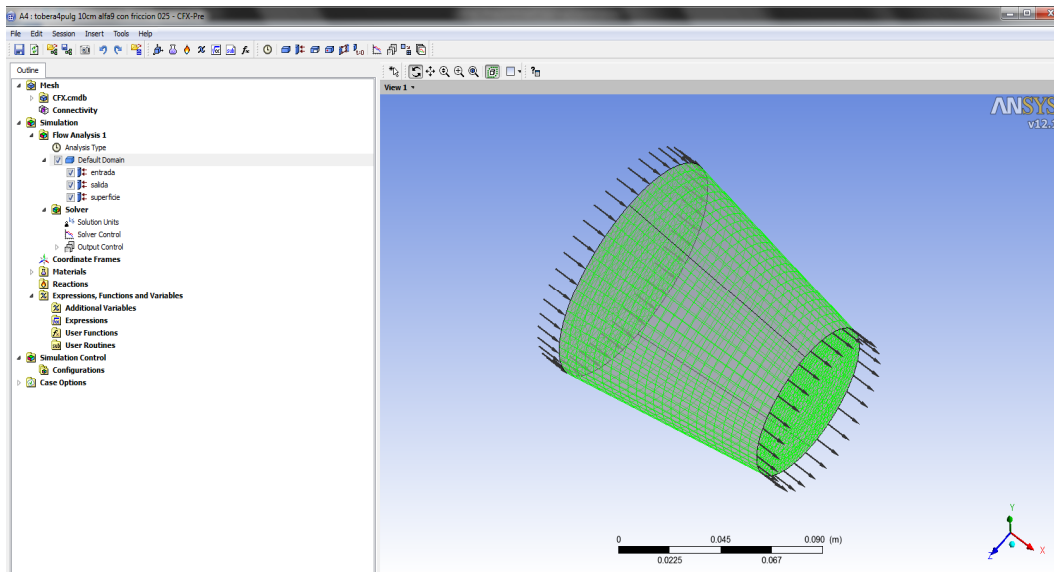 A4 : tobera4pulg 10cm alfa9 con friccion 025 - CFX-Pre
File Edit Session Insert Tools Help
Outline
Mesh
CFX.cmdb
Connectivity
Simulation
Flow Analysis 1
Analysis Type
Default Domain
entrada
salida
superficie
Solver
Solution Units
Solver Control
Output Control
Coordinate Frames
Materials
Reactions
Expressions, Functions and Variables
Additional Variables
Expressions
User Functions
User Routines
Simulation Control
Configurations
Case Options
View 1
ANSYS
v12.
0 0.045 0.090 (m)
0.0225 0.067
Y
X
Z